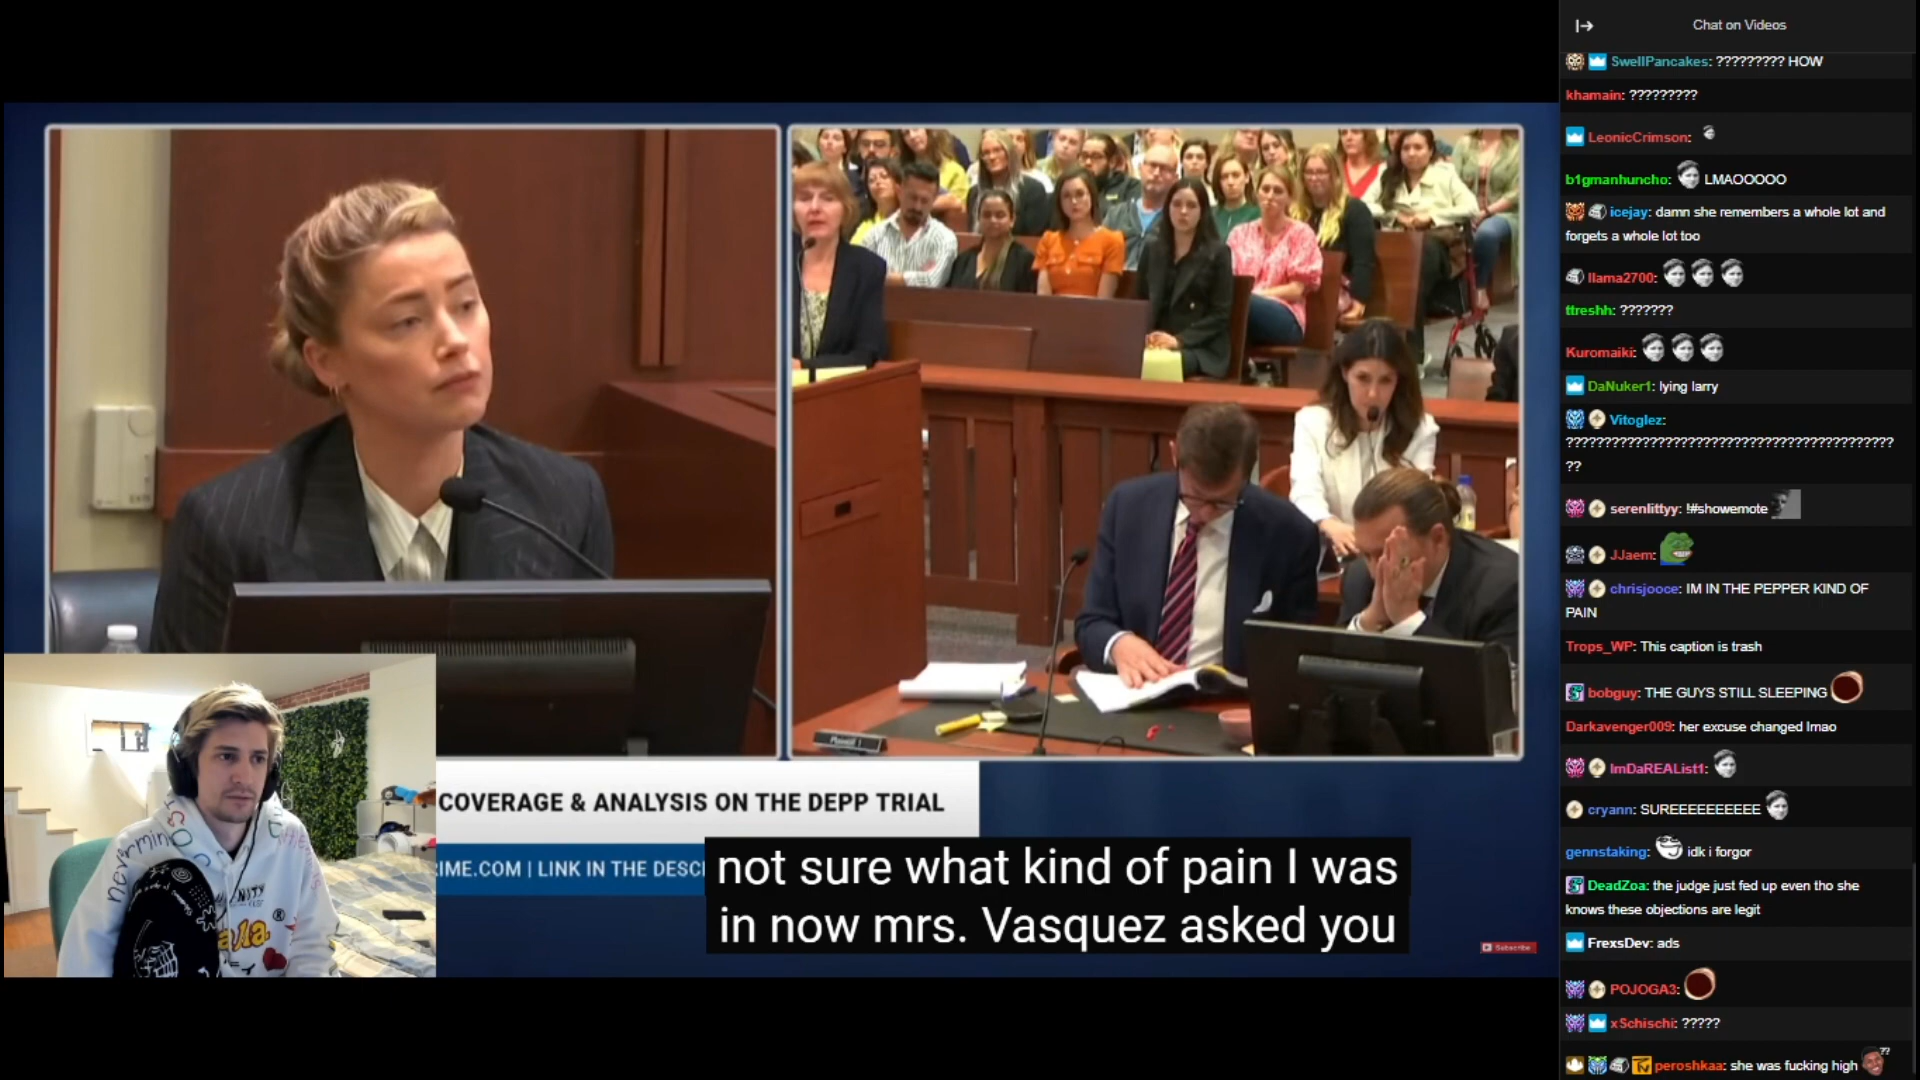 Chat on Videos
SwellPancakes: ????????? HOW
khamain: ?????????
LeonicCrimson:
b1gmanhuncho: LMAOOOOO
icejay: damn she remembers a whole lot and
forgets a whole lot too
llama2700:
ttreshh: ???????
Kuromaiki:
DaNuker1: lying larry
Vitoglez:
???????????????????????????????????????????
??
serenlittyy: !#showemote
JJaem:
chrisjooce: IM IN THE PEPPER KIND OF
PAIN
Trops_WP: This caption is trash
bobguy: THE GUYS STILL SLEEPING
Darkavenger009: her excuse changed lmao
ImDaREAList1:
cryann: SUREEEEEEEEEE
gennstaking: idk i forgor
DeadZoa: the judge just fed up even tho she
knows these objections are legit
FrexsDev: ads
POJOGA3:
xSchischi: ?????
peroshkaa: she was fucking high
COVERAGE & ANALYSIS ON THE DEPP TRIAL
IME.COM | LINK IN THE DESC
not sure what kind of pain I was
in now mrs. Vasquez asked you
Subscribe
nevermind